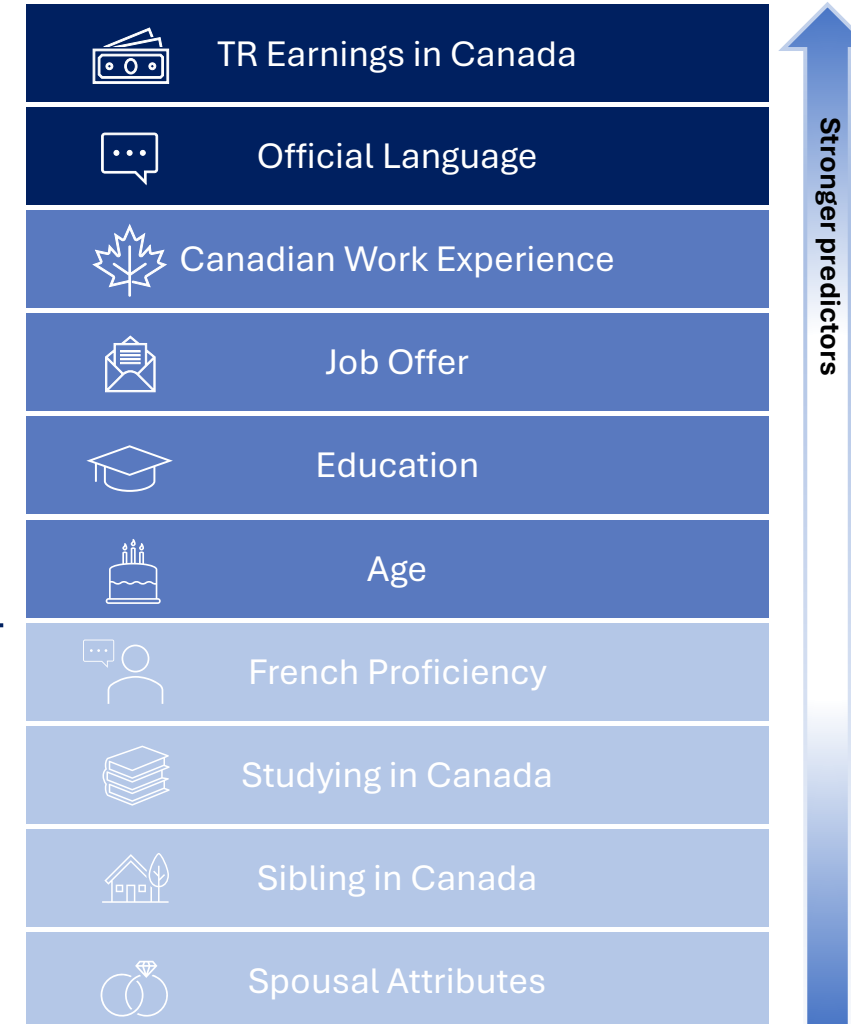 TR Earnings in Canada
Official Language
Canadian Work Experience
Job Offer
Education
Age
French Proficiency
Studying in Canada
Sibling in Canada
Spousal Attributes
Stronger predictors